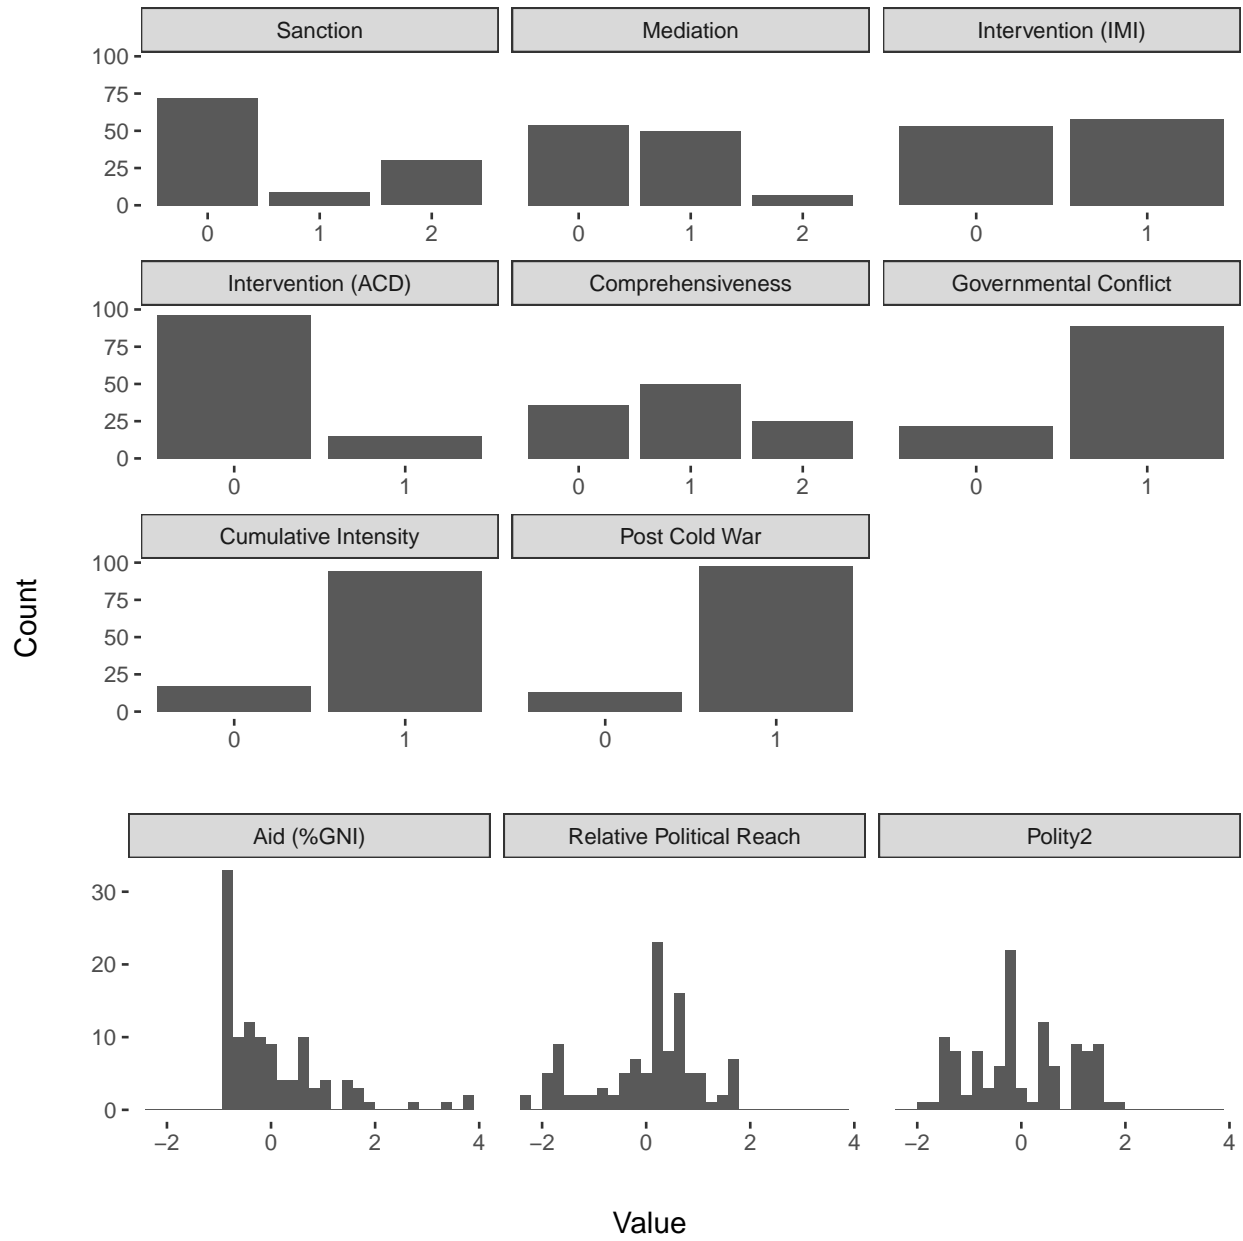 Sanction Mediation Intervention (IMI)
100
75
50
25
0
0 1 2 0 1 2 0 1
Intervention (ACD) Comprehensiveness Governmental Conflict
100
75
50
25
0
0 1 0 1 2 0 1
Cumulative Intensity Post Cold War
100
75
50
25
0
0 1 0 1
Count
Aid (%GNI) Relative Political Reach Polity2
30
20
10
0
−2 0 2 4 −2 0 2 4 −2 0 2 4
Value